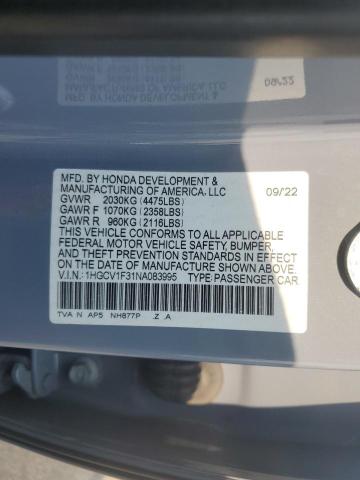 MFD. BY HONDA DEVELOPMENT &
MANUFACTURING OF AMERICA, LLC 09/22
GVWR 2030KG (4475LBS)
GAWR F 1070KG (2358LBS)
GAWR R 960KG (2116LBS)
THIS VEHICLE CONFORMS TO ALL APPLICABLE
FEDERAL MOTOR VEHICLE SAFETY, BUMPER,
AND THEFT PREVENTION STANDARDS IN
EFFECT ON THE DATE OF MANUFACTURE
SHOWN ABOVE.
V.I.N.: 1HGCV1F31NA083995 TYPE: PASSENGER CAR
TVA N AP5 NH877P .Z .A